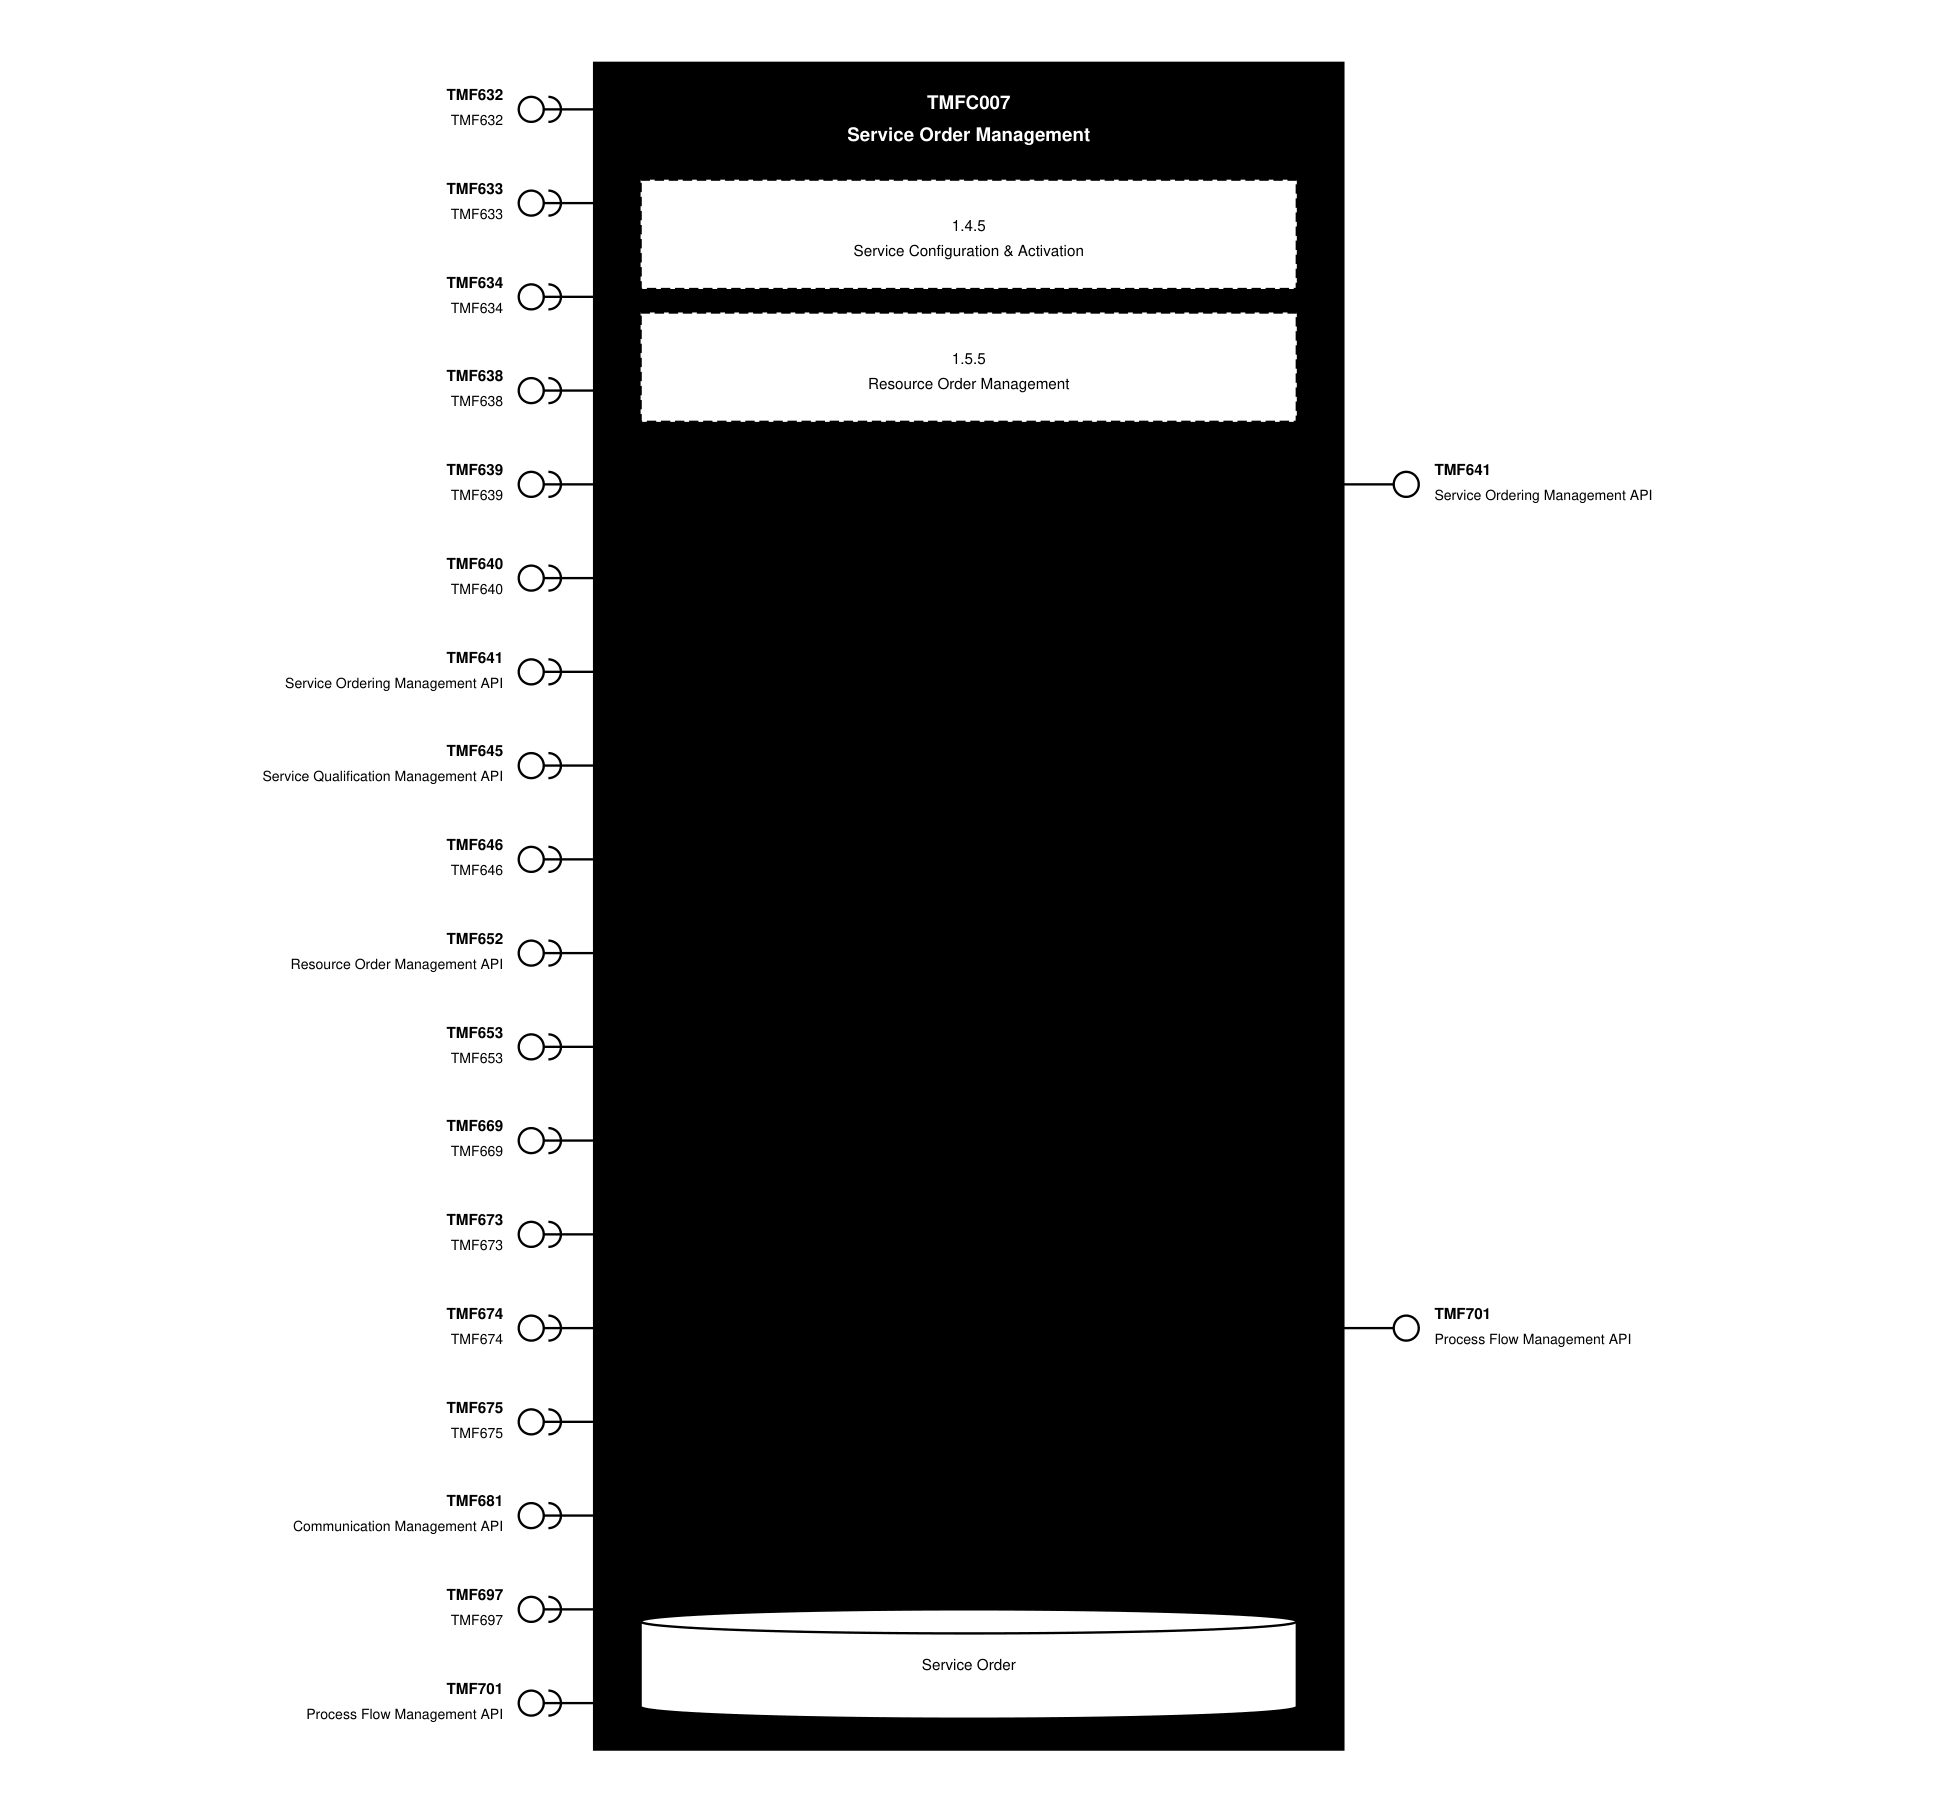 TMFC007
Service Order Management
1.4.5
Service Configuration & Activation
1.5.5
Resource Order Management
Service Order
TMF632
TMF632
TMF633
TMF633
TMF634
TMF634
TMF638
TMF638
TMF639
TMF639
TMF640
TMF640
TMF641
Service Ordering Management API
TMF645
Service Qualification Management API
TMF646
TMF646
TMF652
Resource Order Management API
TMF653
TMF653
TMF669
TMF669
TMF673
TMF673
TMF674
TMF674
TMF675
TMF675
TMF681
Communication Management API
TMF697
TMF697
TMF701
Process Flow Management API
TMF641
Service Ordering Management API
TMF701
Process Flow Management API